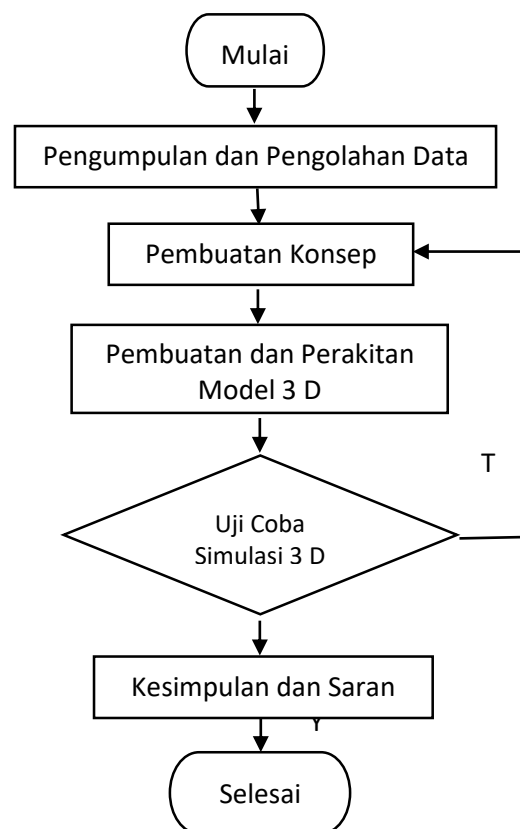 Mulai
Pengumpulan dan Pengolahan Data
Pembuatan Konsep
Pembuatan dan Perakitan
Model 3 D
T
Uji Coba
Simulasi 3 D
Kesimpulan dan Saran
Y
Selesai